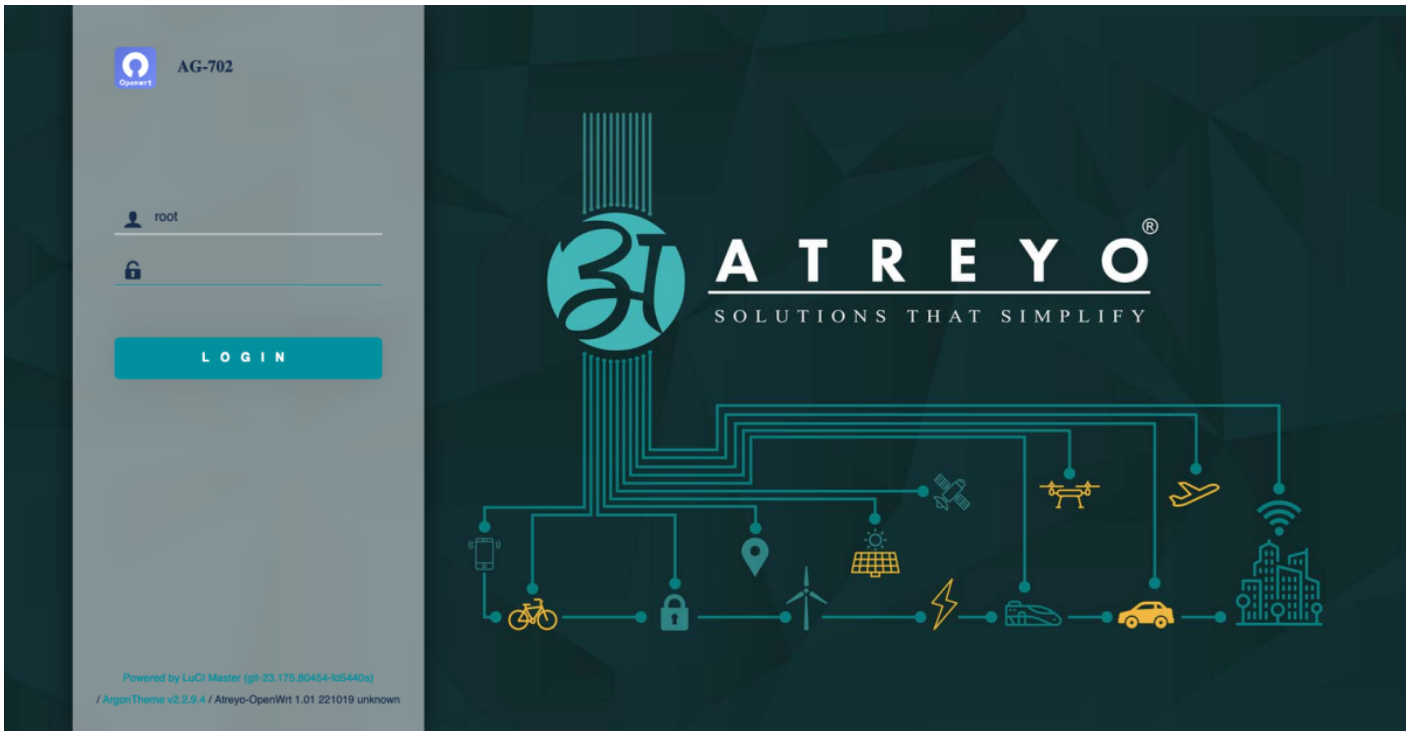 AG-702
Openwrt
root
LOGIN
Powered by LuCI Master (git-23.175.80454-fd5440a)
/ ArgonTheme v2.2.9.4 / Atreyo-OpenWrt 1.01 221019 unknown
अ
ATREYO®
SOLUTIONS THAT SIMPLIFY